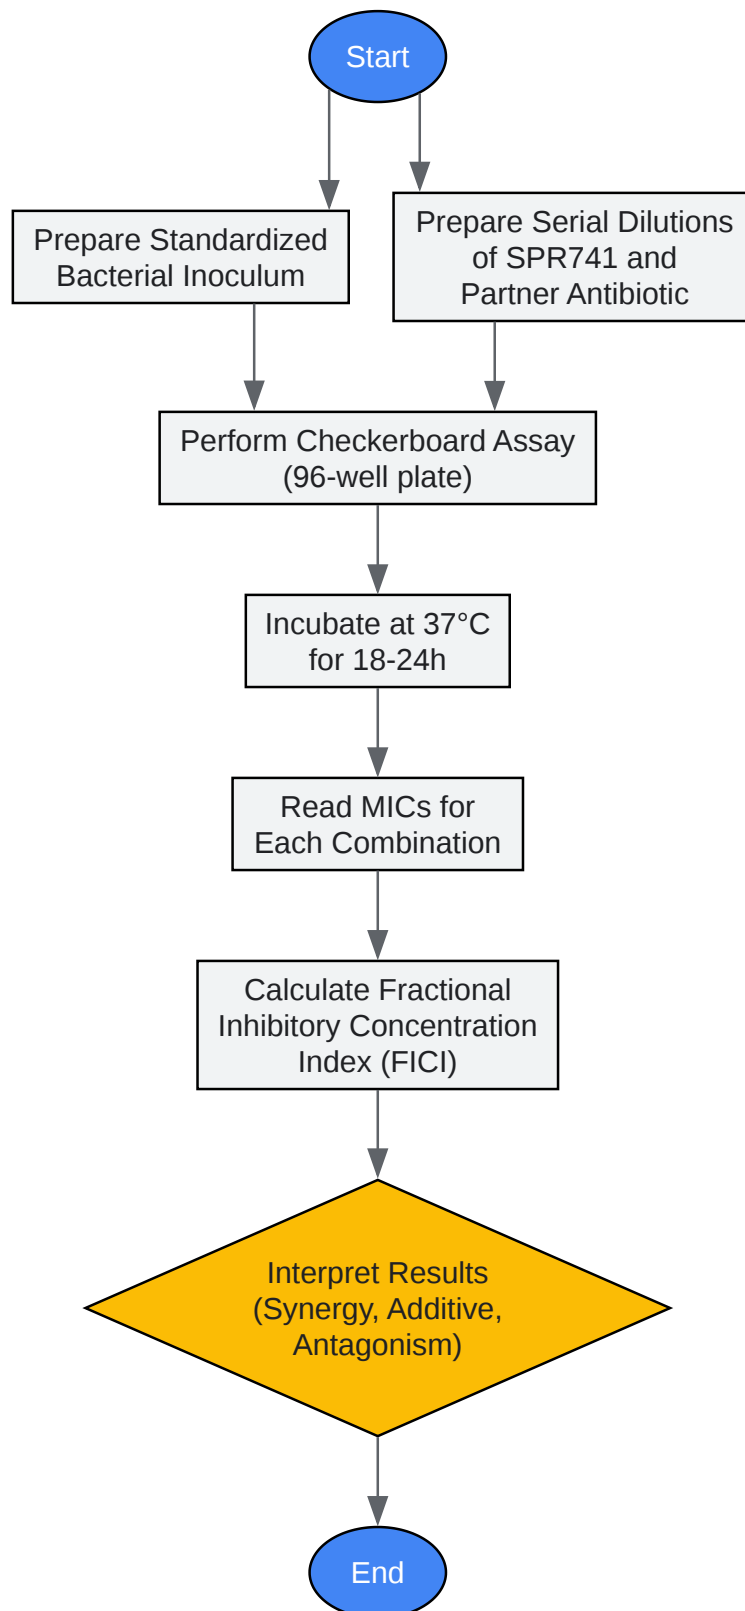 Start
Prepare Standardized
Bacterial Inoculum
Prepare Serial Dilutions
of SPR741 and
Partner Antibiotic
Perform Checkerboard Assay
(96-well plate)
Incubate at 37°C
for 18-24h
Read MICs for
Each Combination
Calculate Fractional
Inhibitory Concentration
Index (FICI)
Interpret Results
(Synergy, Additive,
Antagonism)
End